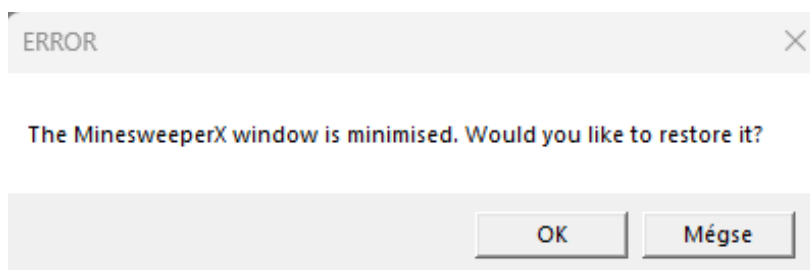 ERROR
The MinesweeperX window is minimised. Would you like to restore it?
OK
Mégse